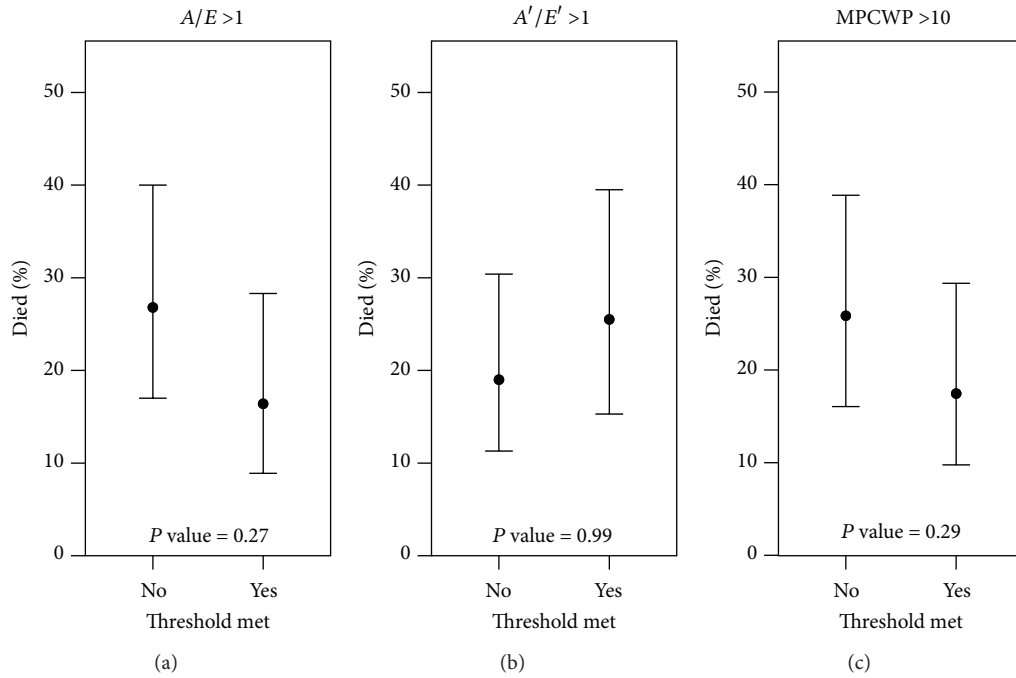 A/E >1
Died (%)
50
40
30
20
10
0
P value = 0.27
No Yes
Threshold met
(a)
A′/E′ >1
Died (%)
50
40
30
20
10
0
P value = 0.99
No Yes
Threshold met
(b)
MPCWP >10
Died (%)
50
40
30
20
10
0
P value = 0.29
No Yes
Threshold met
(c)